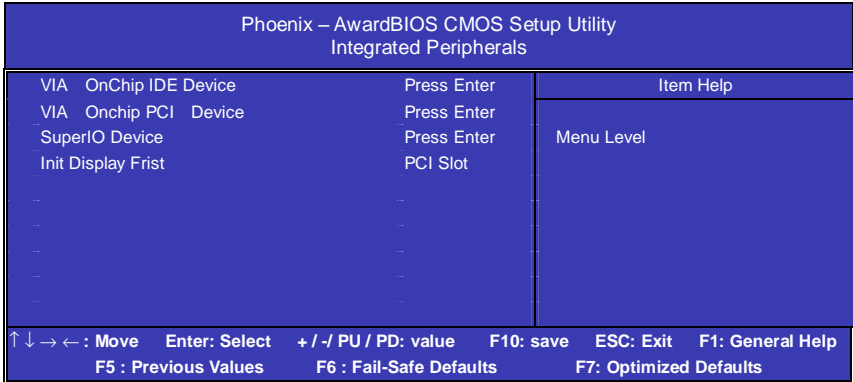 Phoenix – AwardBIOS CMOS Setup Utility
Integrated Peripherals
VIA OnChip IDE Device Press Enter Item Help
VIA Onchip PCI Device Press Enter
SuperIO Device Press Enter Menu Level
Init Display Frist PCI Slot
↑↓→←: Move Enter: Select + / -/ PU / PD: value F10: save ESC: Exit F1: General Help
F5 : Previous Values F6 : Fail-Safe Defaults F7: Optimized Defaults